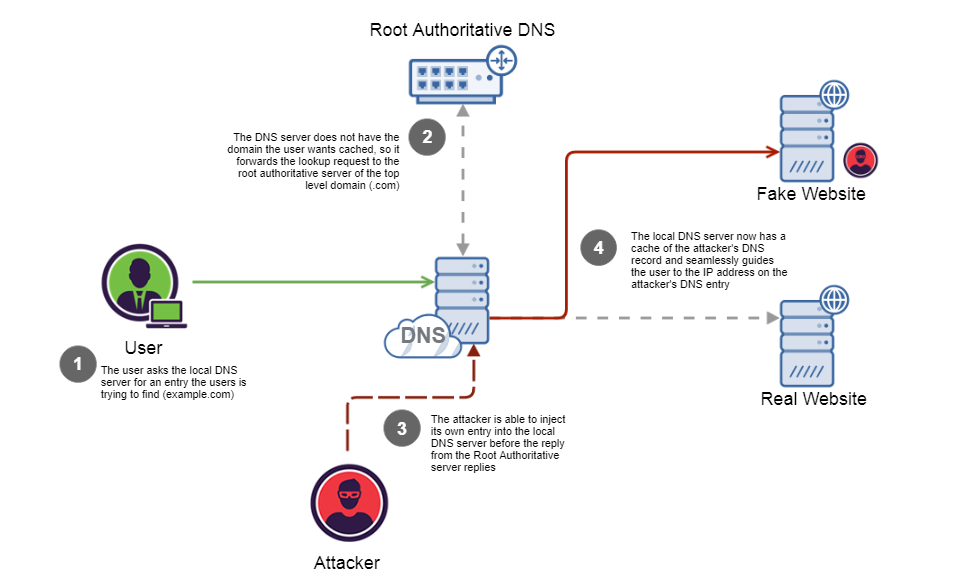 Root Authoritative DNS
2
The DNS server does not have the
domain the user wants cached, so it
forwards the lookup request to the
root authoritative server of the top
level domain (.com)
Fake Website
4
The local DNS server now has a
cache of the attacker's DNS
record and seamlessly guides
the user to the IP address on the
attacker's DNS entry
DNS
User
1
The user asks the local DNS
server for an entry the users is
trying to find (example.com)
Real Website
3
The attacker is able to inject
its own entry into the local
DNS server before the reply
from the Root Authoritative
server replies
Attacker